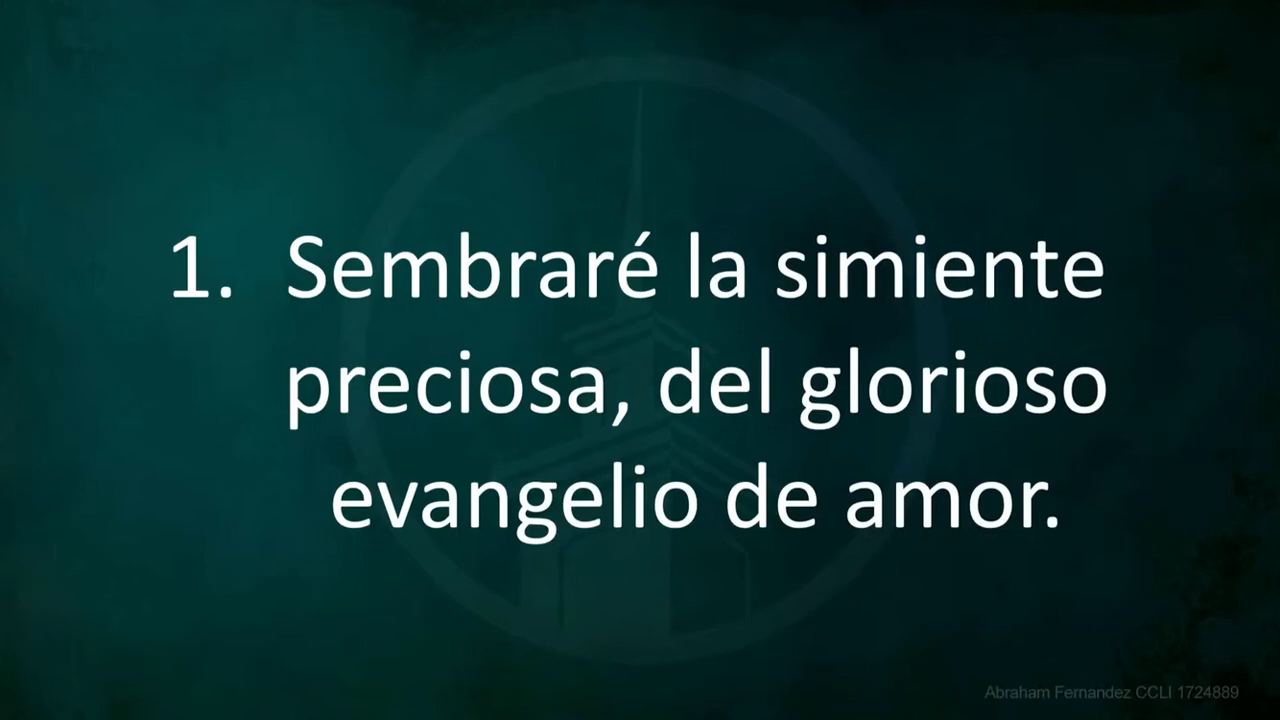 1. Sembraré la simiente
preciosa, del glorioso
evangelio de amor.
Abraham Fernandez CCLI 1724889